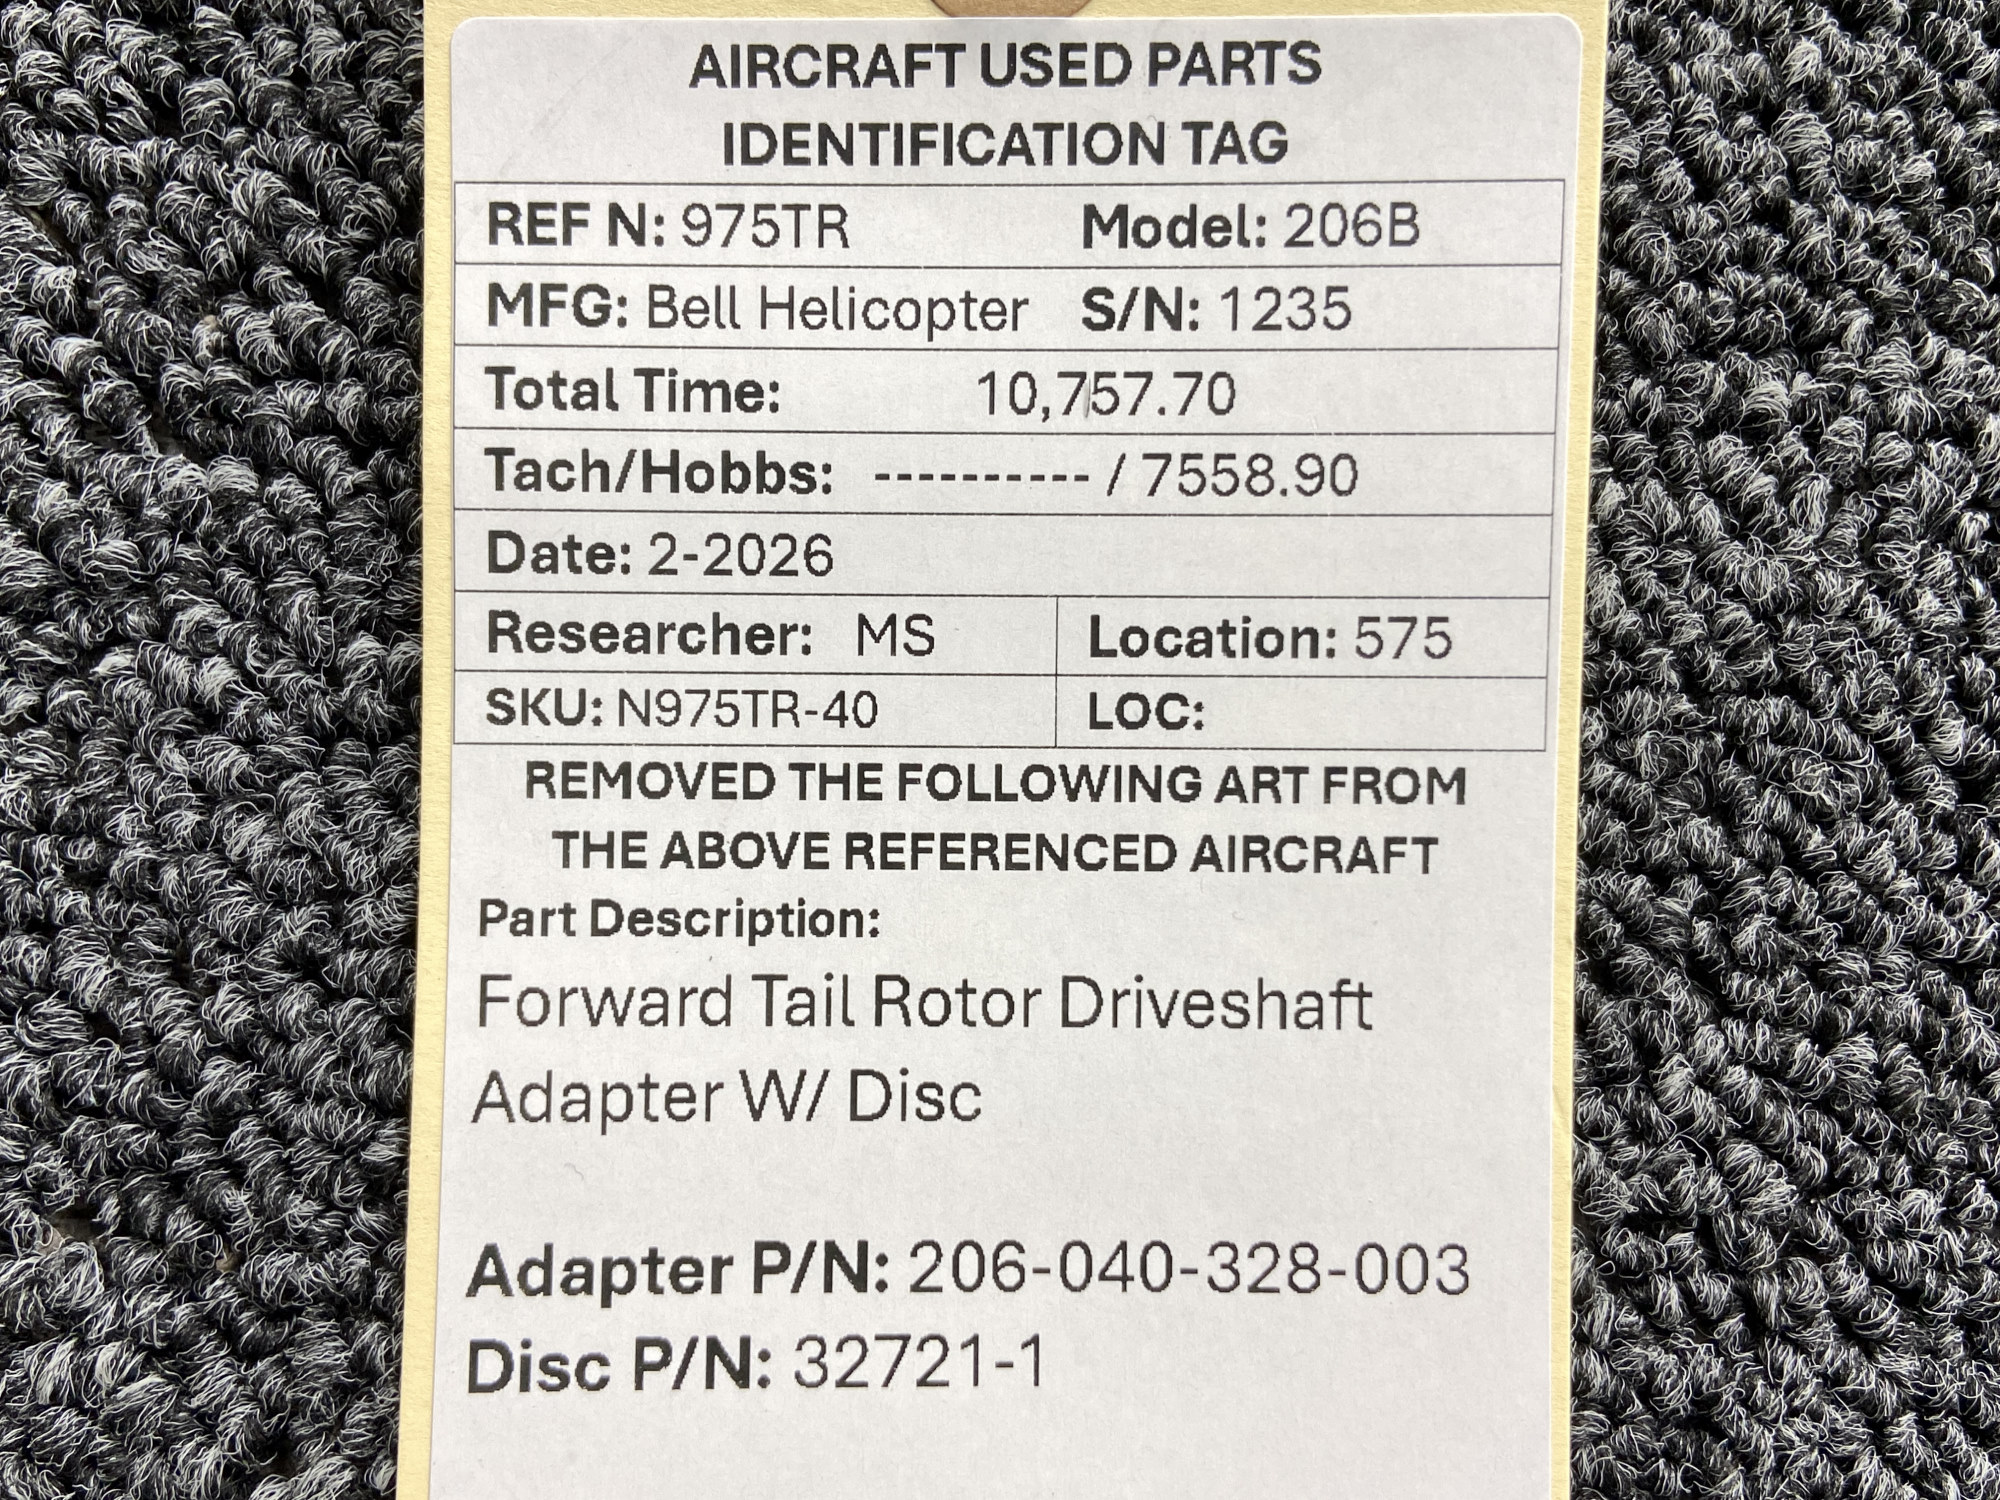 AIRCRAFT USED PARTS
IDENTIFICATION TAG
REF N: 975TR Model: 206B
MFG: Bell Helicopter S/N: 1235
Total Time: 10,757.70
Tach/Hobbs: ---------- / 7558.90
Date: 2-2026
Researcher: MS Location: 575
SKU: N975TR-40 LOC:
REMOVED THE FOLLOWING ART FROM
THE ABOVE REFERENCED AIRCRAFT
Part Description:
Forward Tail Rotor Driveshaft
Adapter W/ Disc
Adapter P/N: 206-040-328-003
Disc P/N: 32721-1